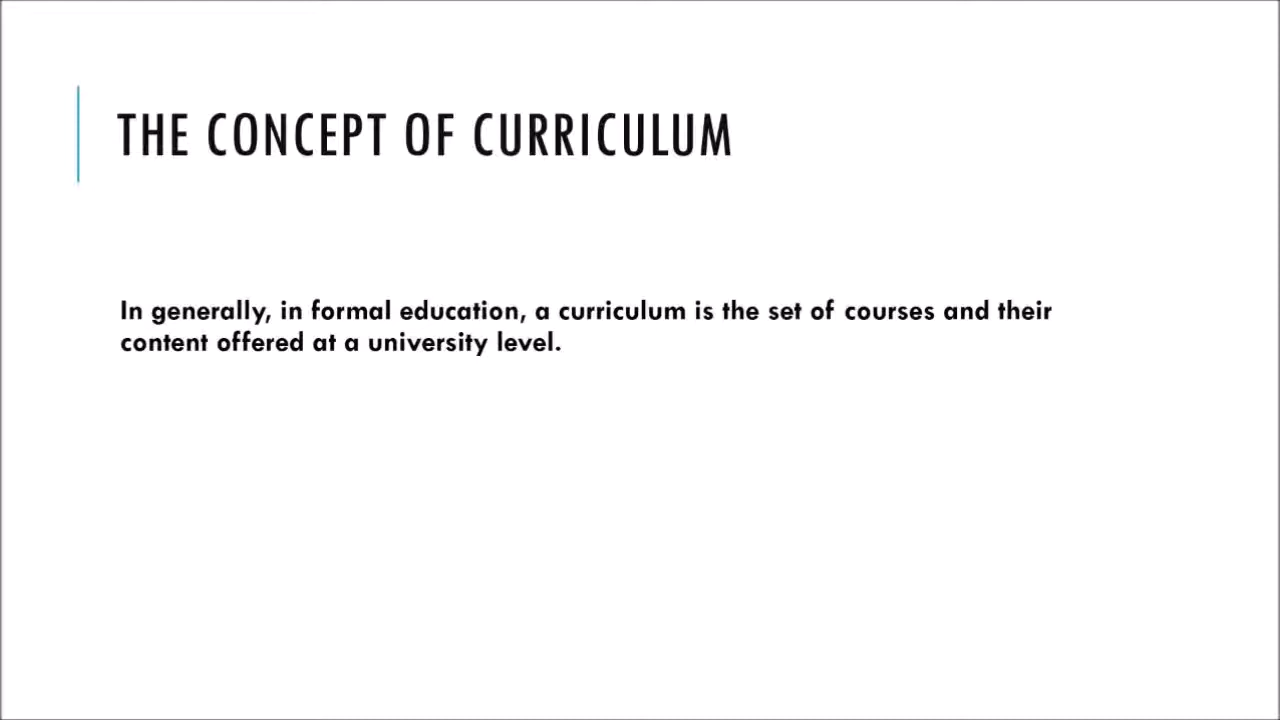 THE CONCEPT OF CURRICULUM
In generally, in formal education, a curriculum is the set of courses and their
content offered at a university level.